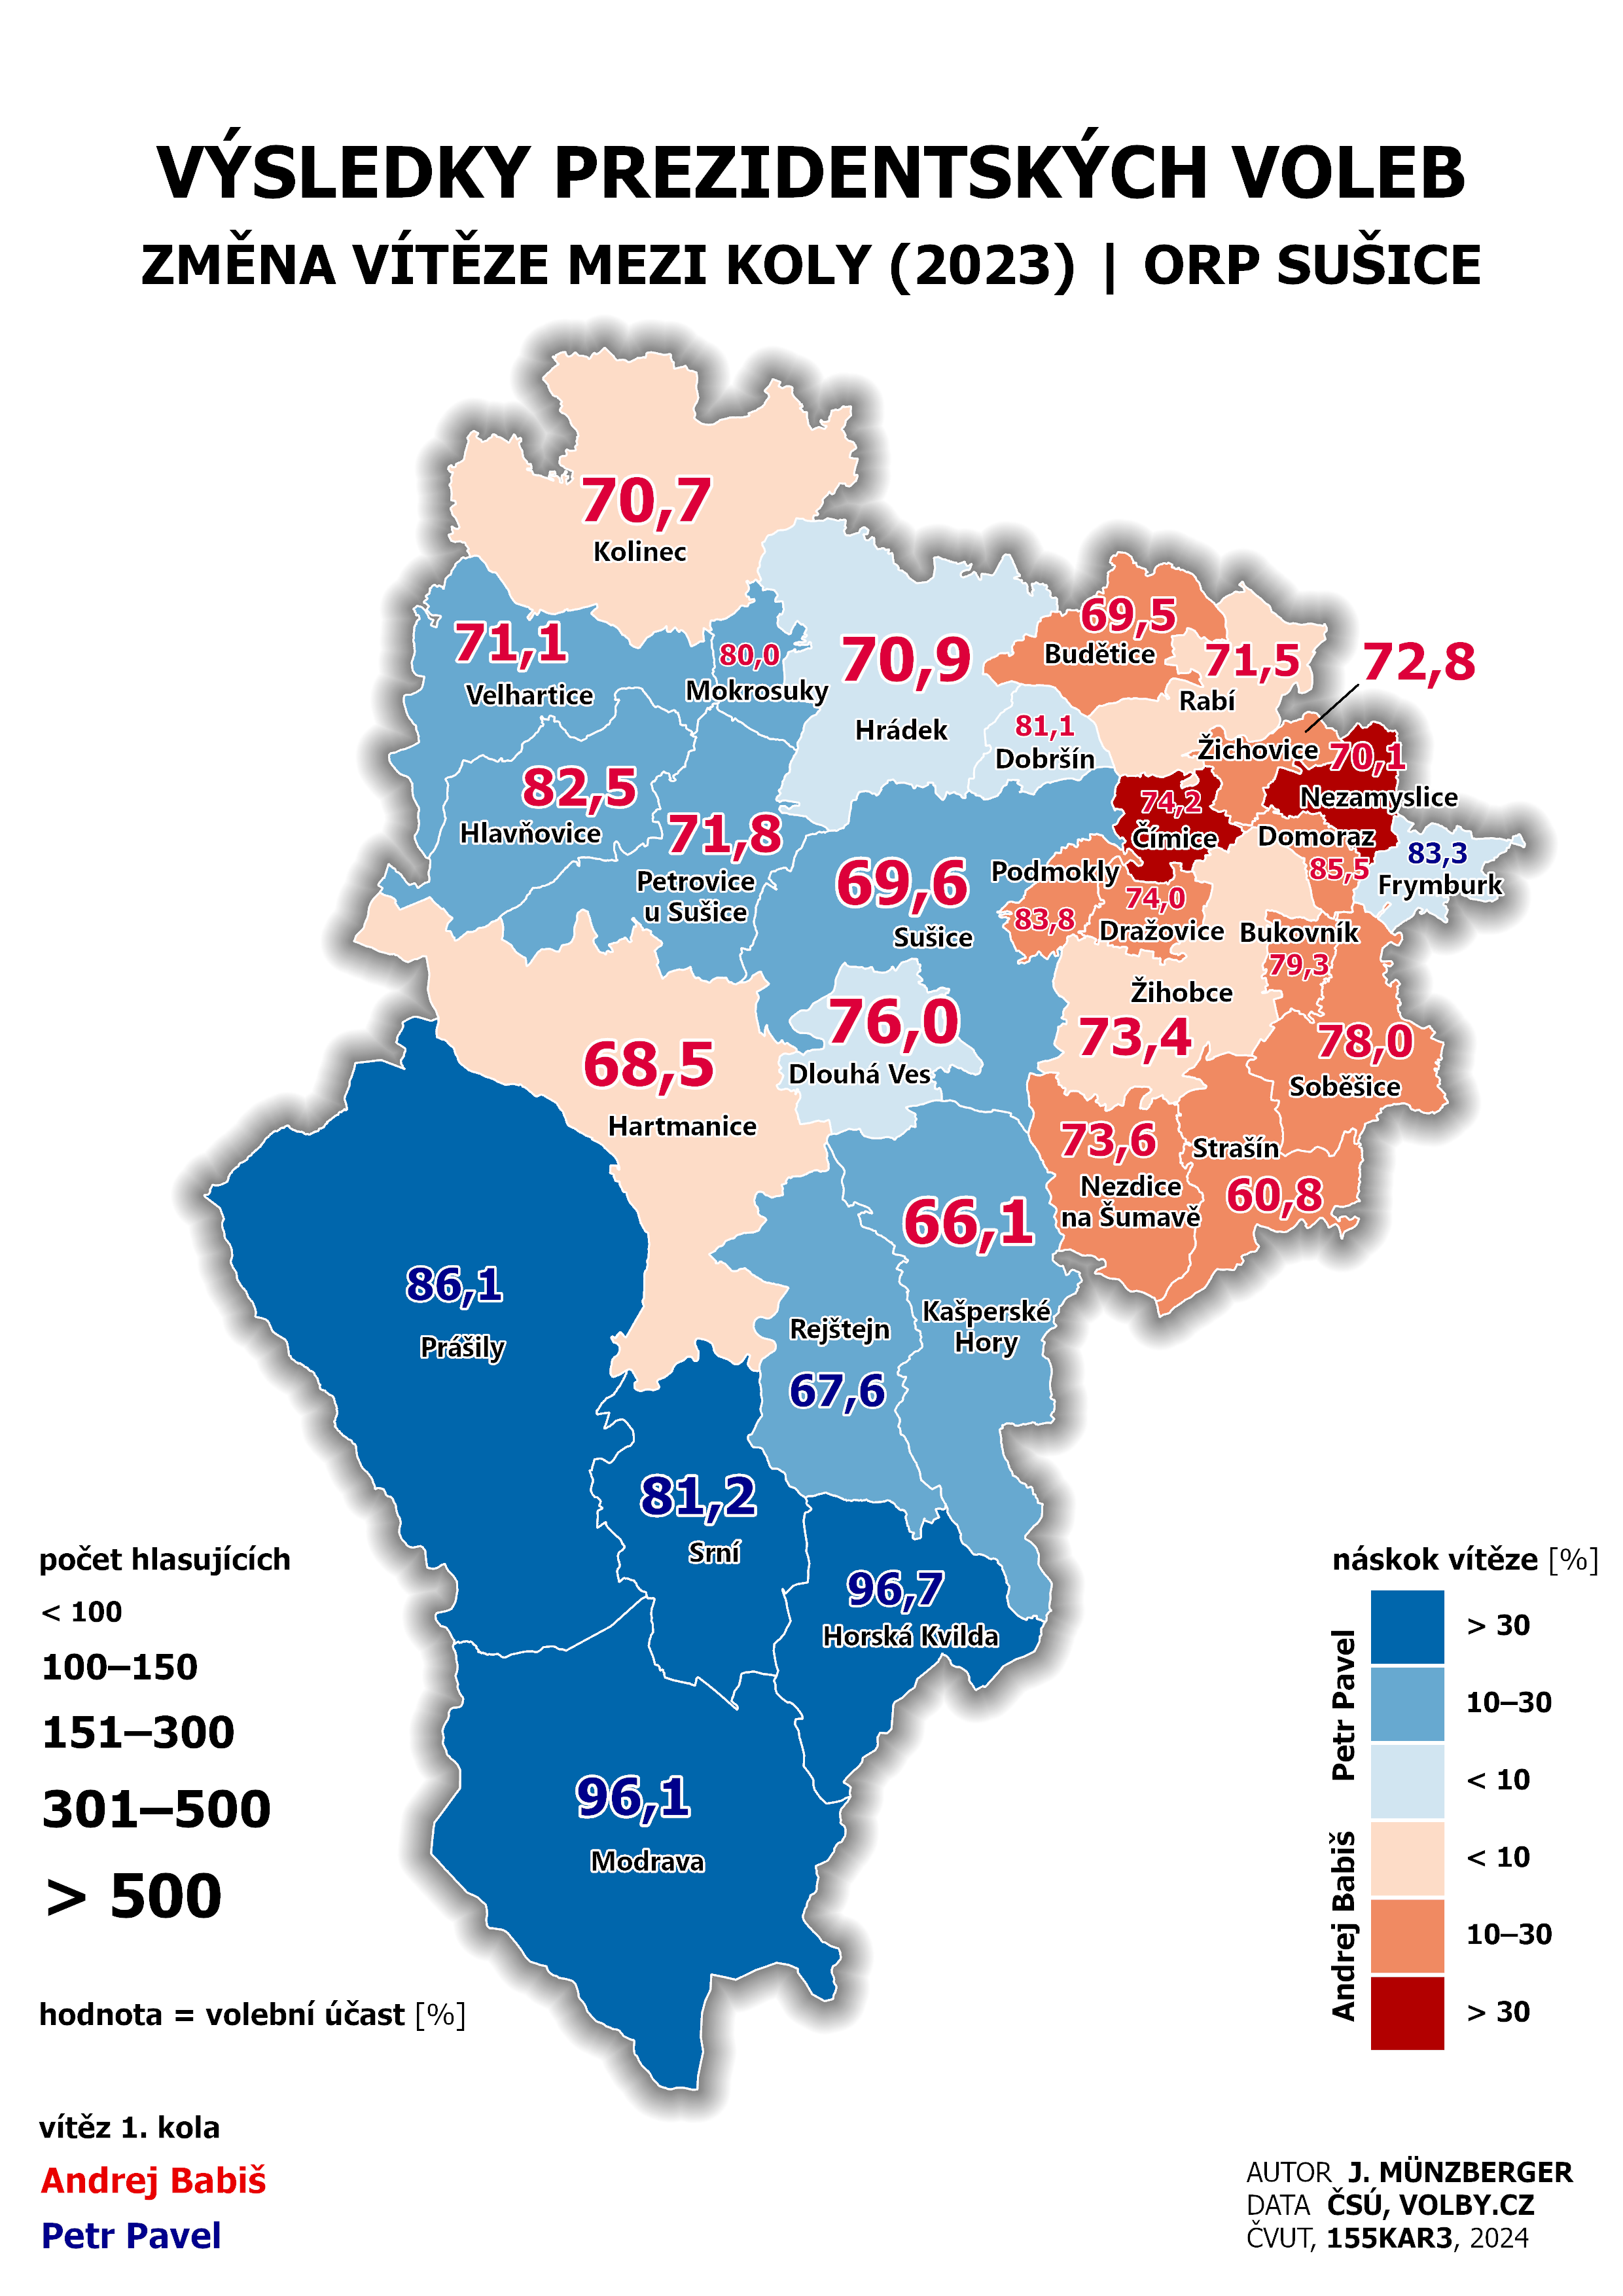 VÝSLEDKY PREZIDENTSKÝCH VOLEB
ZMĚNA VÍTĚZE MEZI KOLY (2023) | ORP SUŠICE
70,7
Kolinec
71,1
Velhartice
80,0
Mokrosuky
70,9
Hrádek
69,5
Budětice
71,5
Rabí
72,8
Žichovice
81,1
Dobršín
70,1
Nezamyslice
82,5
Hlavňovice
71,8
Petrovice
u Sušice
69,6
Sušice
74,2
Čímice
Domoraz
85,5
83,3
Frymburk
Podmokly
83,8
74,0
Dražovice
Bukovník
79,3
Žihobce
73,4
76,0
Dlouhá Ves
68,5
Hartmanice
78,0
Soběšice
73,6
Nezdice
na Šumavě
Strašín
60,8
66,1
Kašperské
Hory
86,1
Prášily
Rejštejn
67,6
81,2
Srní
96,7
Horská Kvilda
96,1
Modrava
počet hlasujících
< 100
100–150
151–300
301–500
> 500
hodnota = volební účast [%]
vítěz 1. kola
Andrej Babiš
Petr Pavel
náskok vítěze [%]
Petr Pavel
> 30
10–30
< 10
Andrej Babiš
< 10
10–30
> 30
AUTOR J. MÜNZBERGER
DATA ČSÚ, VOLBY.CZ
ČVUT, 155KAR3, 2024